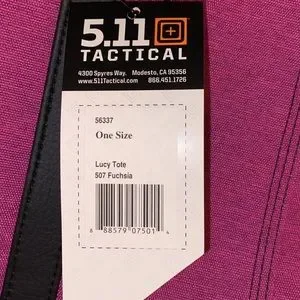 5.11
TACTICAL
4300 Spyres Way. Modesto, CA 95356
www.511Tactical.com 866.451.1726
56337
One Size
Lucy Tote
507 Fuchsia
8 88579 07501 4